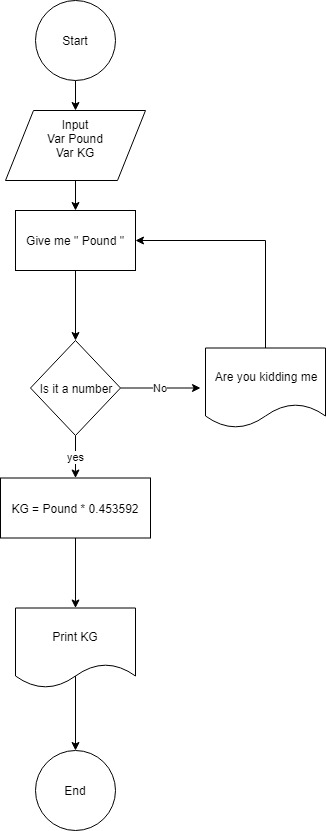 Start
Input
Var Pound
Var KG
Give me " Pound "
Is it a number
No
Are you kidding me
yes
KG = Pound * 0.453592
Print KG
End